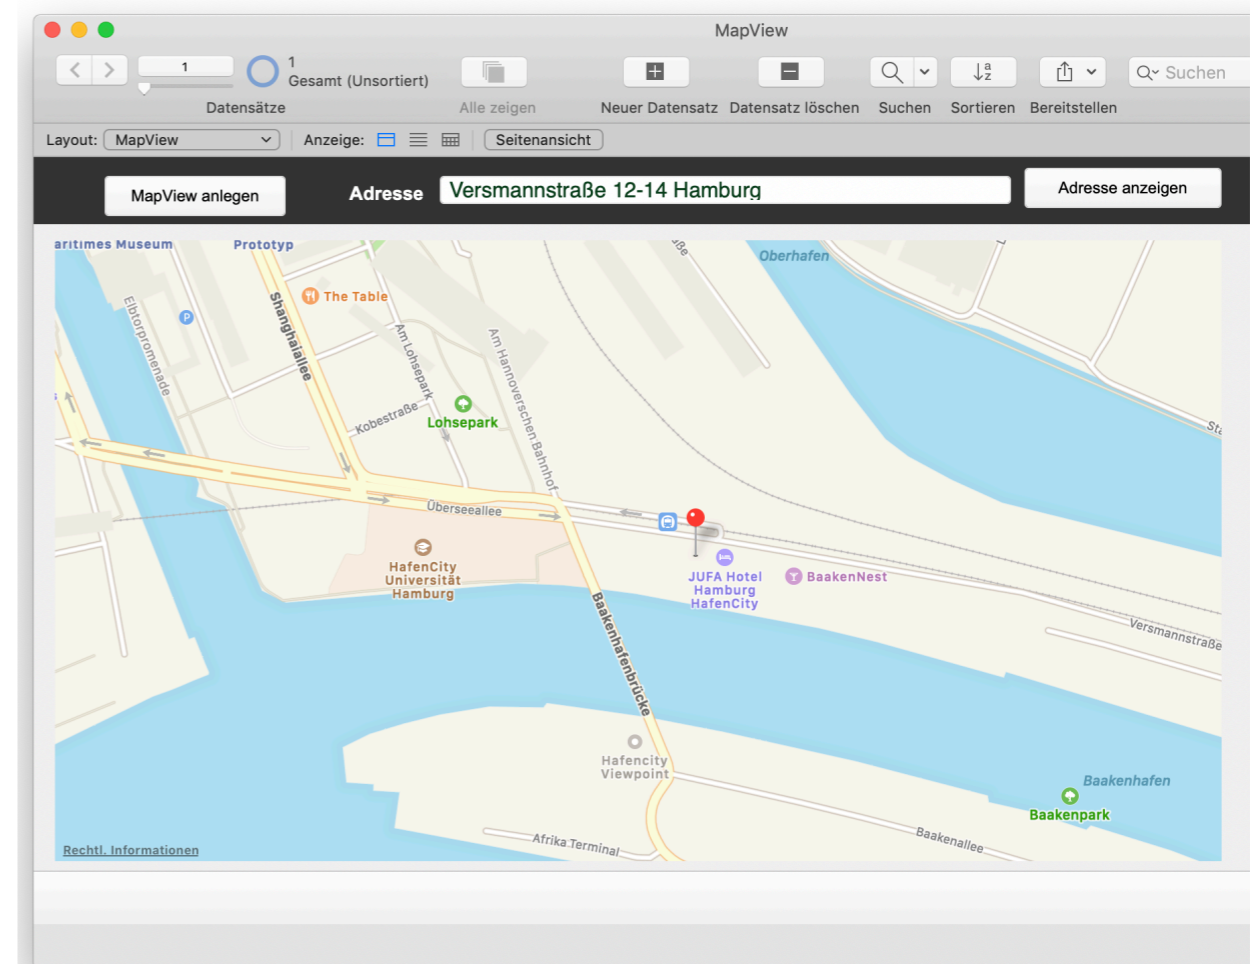 MapView
1
1
Gesamt (Unsortiert)
Suchen
Datensätze
Alle zeigen
Neuer Datensatz
Datensatz löschen
Suchen
Sortieren
Bereitstellen
Layout: MapView
Anzeige:
Seitenansicht
MapView anlegen
Adresse
Versmannstraße 12-14 Hamburg
Adresse anzeigen
aritimes Museum
Prototyp
Oberhafen
The Table
P
Elbtorpromenade
Shanghaiallee
Am Lohsepark
Am Hannoverschen Bahnhof
Kobestraße
Lohsepark
Überseeallee
HafenCity
Universität
Hamburg
JUFA Hotel
Hamburg
HafenCity
BaakenNest
Versmannstraße
Baakenhafenbrücke
Hafencity
Viewpoint
Baakenhafen
Baakenpark
Afrika Terminal
Baakenallee
Rechtl. Informationen